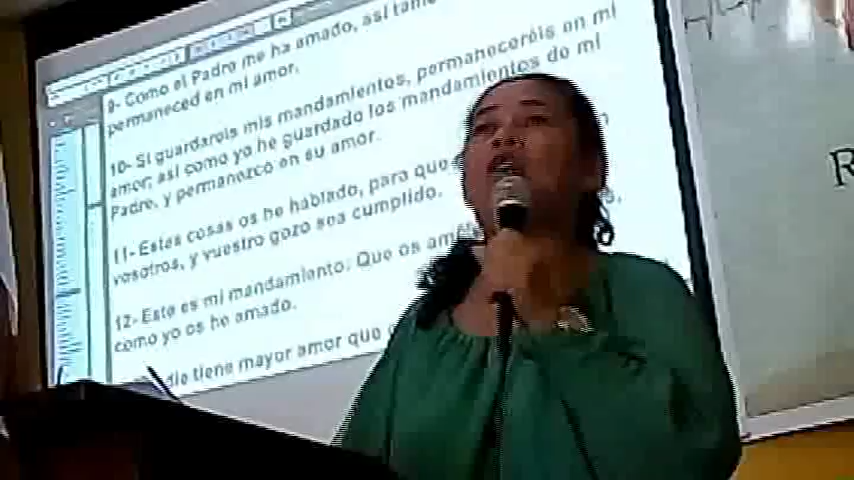 9- Como el Padre me ha amado, así tam
permaneced en mi amor.
10- Si guardareis mis mandamientos, permaneceréis en mi
amor; así como yo he guardado los mandamientos de mi
Padre, y permanezco en su amor.
11- Estas cosas os he hablado, para que
vosotros, y vuestro gozo sea cumplido.
12- Este es mi mandamiento: Que os am
como yo os he amado.
die tiene mayor amor que
R